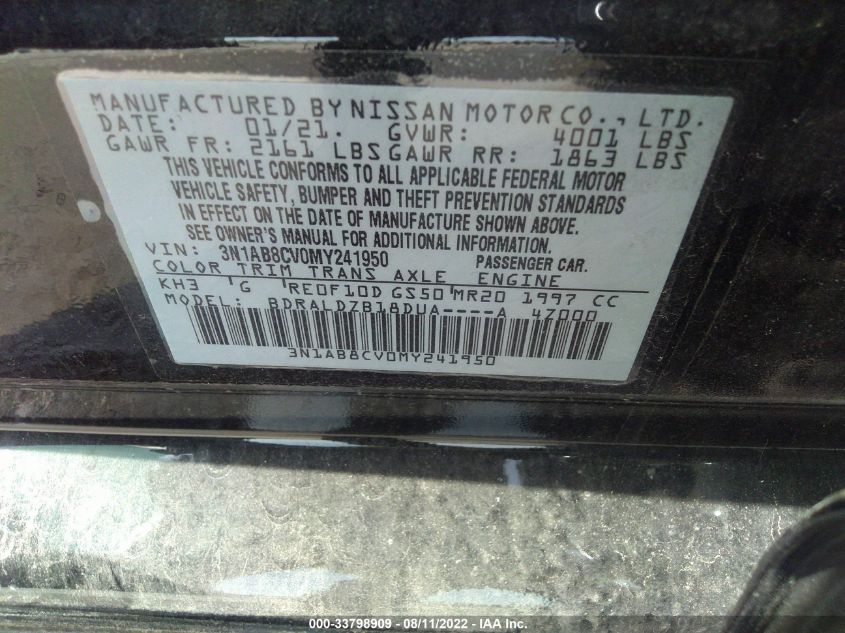 MANUFACTURED BY NISSAN MOTOR CO., LTD.
DATE: 01/21. GVWR: 4001 LBS
GAWR FR: 2161 LBS GAWR RR: 1863 LBS
THIS VEHICLE CONFORMS TO ALL APPLICABLE FEDERAL MOTOR
VEHICLE SAFETY, BUMPER AND THEFT PREVENTION STANDARDS
IN EFFECT ON THE DATE OF MANUFACTURE SHOWN ABOVE.
SEE OWNER'S MANUAL FOR ADDITIONAL INFORMATION.
VIN: 3N1AB8CV0MY241950 PASSENGER CAR.
COLOR TRIM TRANS AXLE ENGINE
KH3 G RE0F10D GS50 MR20 1997 CC
MODEL: BDRALDZB18DUA----A 47000
3N1AB8CV0MY241950
000-33798909 - 08/11/2022 - IAA Inc.